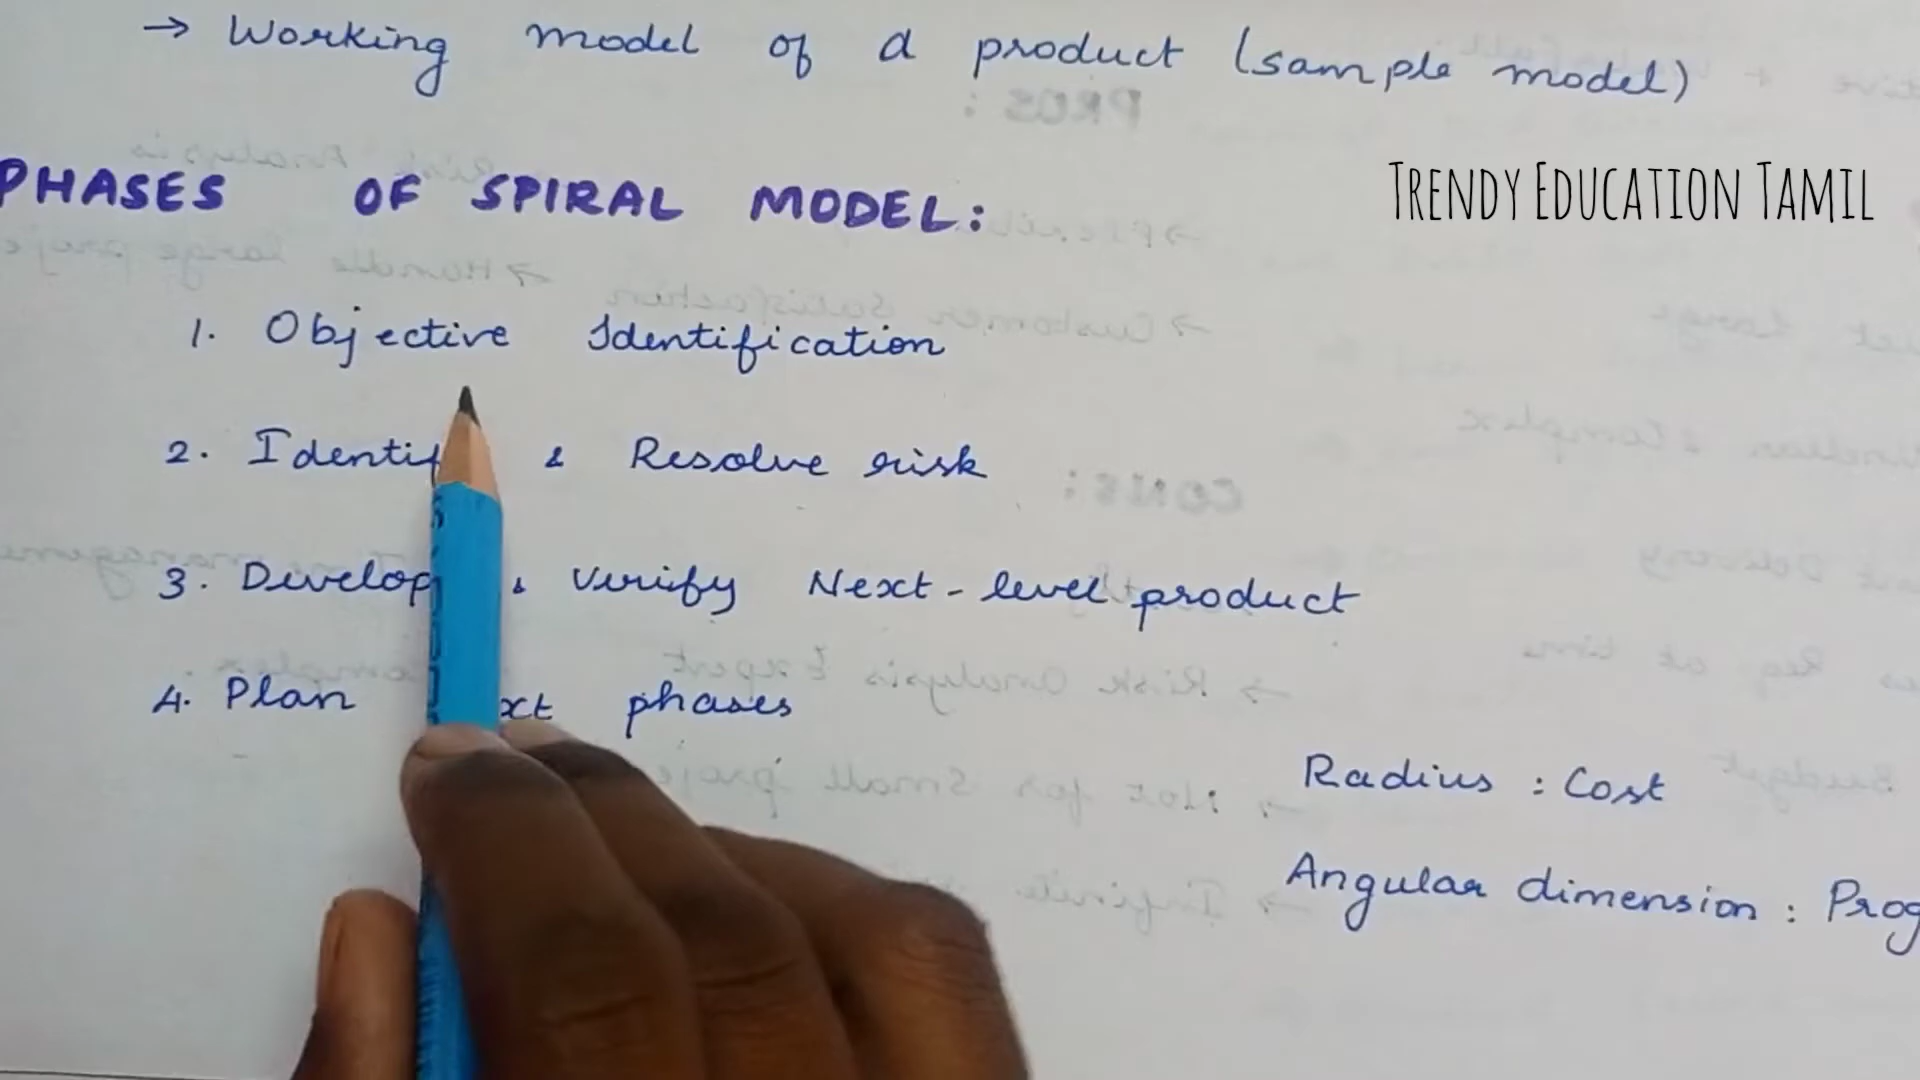 → Working model of a product (sample model)
PHASES OF SPIRAL MODEL:
TRENDY EDUCATION TAMIL
1. Objective Identification
2. Identif & Resolve risk
3. Develop & Verify Next-level product
4. Plan xt phases
Radius : Cost
Angular dimension : Prog